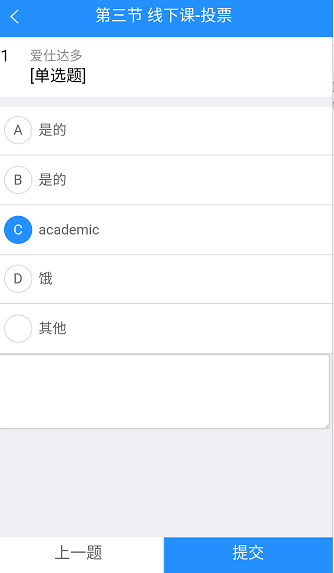 第三节 线下课-投票
1 爱仕达多
[单选题]
A 是的
B 是的
C academic
D 饿
其他
上一题 提交